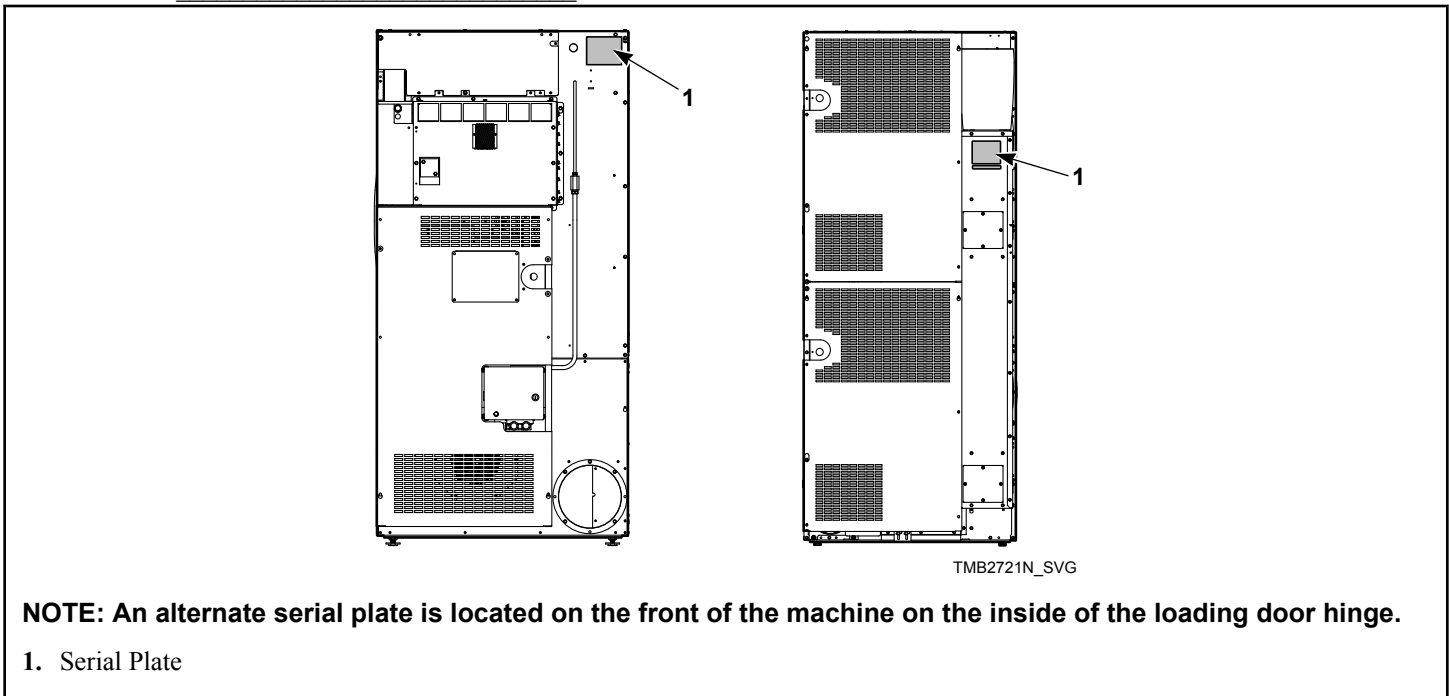 1
1
TMB2721N_SVG
NOTE: An alternate serial plate is located on the front of the machine on the inside of the loading door hinge.
1. Serial Plate